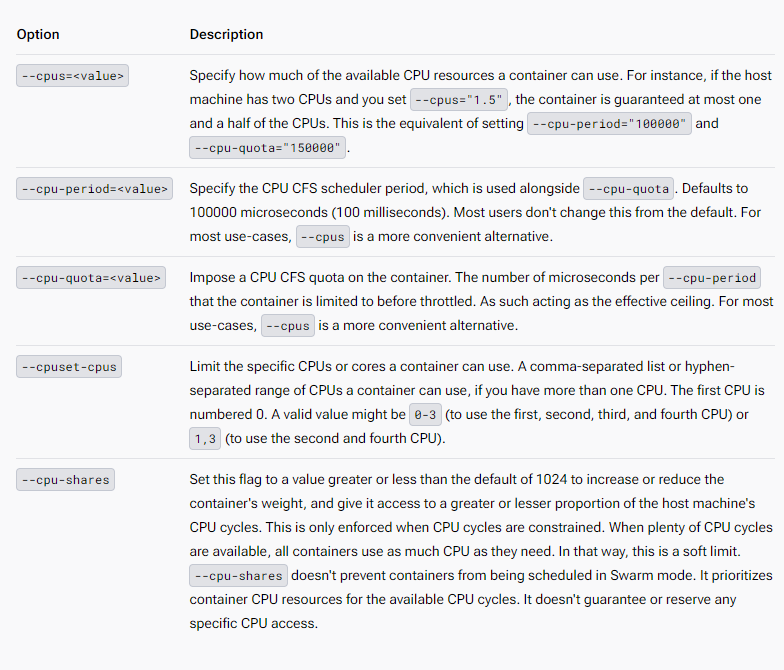 Option Description
--cpus=<value> Specify how much of the available CPU resources a container can use. For instance, if the host
machine has two CPUs and you set --cpus="1.5", the container is guaranteed at most one
and a half of the CPUs. This is the equivalent of setting --cpu-period="100000" and
--cpu-quota="150000".
--cpu-period=<value> Specify the CPU CFS scheduler period, which is used alongside --cpu-quota. Defaults to
100000 microseconds (100 milliseconds). Most users don't change this from the default. For
most use-cases, --cpus is a more convenient alternative.
--cpu-quota=<value> Impose a CPU CFS quota on the container. The number of microseconds per --cpu-period
that the container is limited to before throttled. As such acting as the effective ceiling. For most
use-cases, --cpus is a more convenient alternative.
--cpuset-cpus Limit the specific CPUs or cores a container can use. A comma-separated list or hyphen-
separated range of CPUs a container can use, if you have more than one CPU. The first CPU is
numbered 0. A valid value might be 0-3 (to use the first, second, third, and fourth CPU) or
1,3 (to use the second and fourth CPU).
--cpu-shares Set this flag to a value greater or less than the default of 1024 to increase or reduce the
container's weight, and give it access to a greater or lesser proportion of the host machine's
CPU cycles. This is only enforced when CPU cycles are constrained. When plenty of CPU cycles
are available, all containers use as much CPU as they need. In that way, this is a soft limit.
--cpu-shares doesn't prevent containers from being scheduled in Swarm mode. It prioritizes
container CPU resources for the available CPU cycles. It doesn't guarantee or reserve any
specific CPU access.